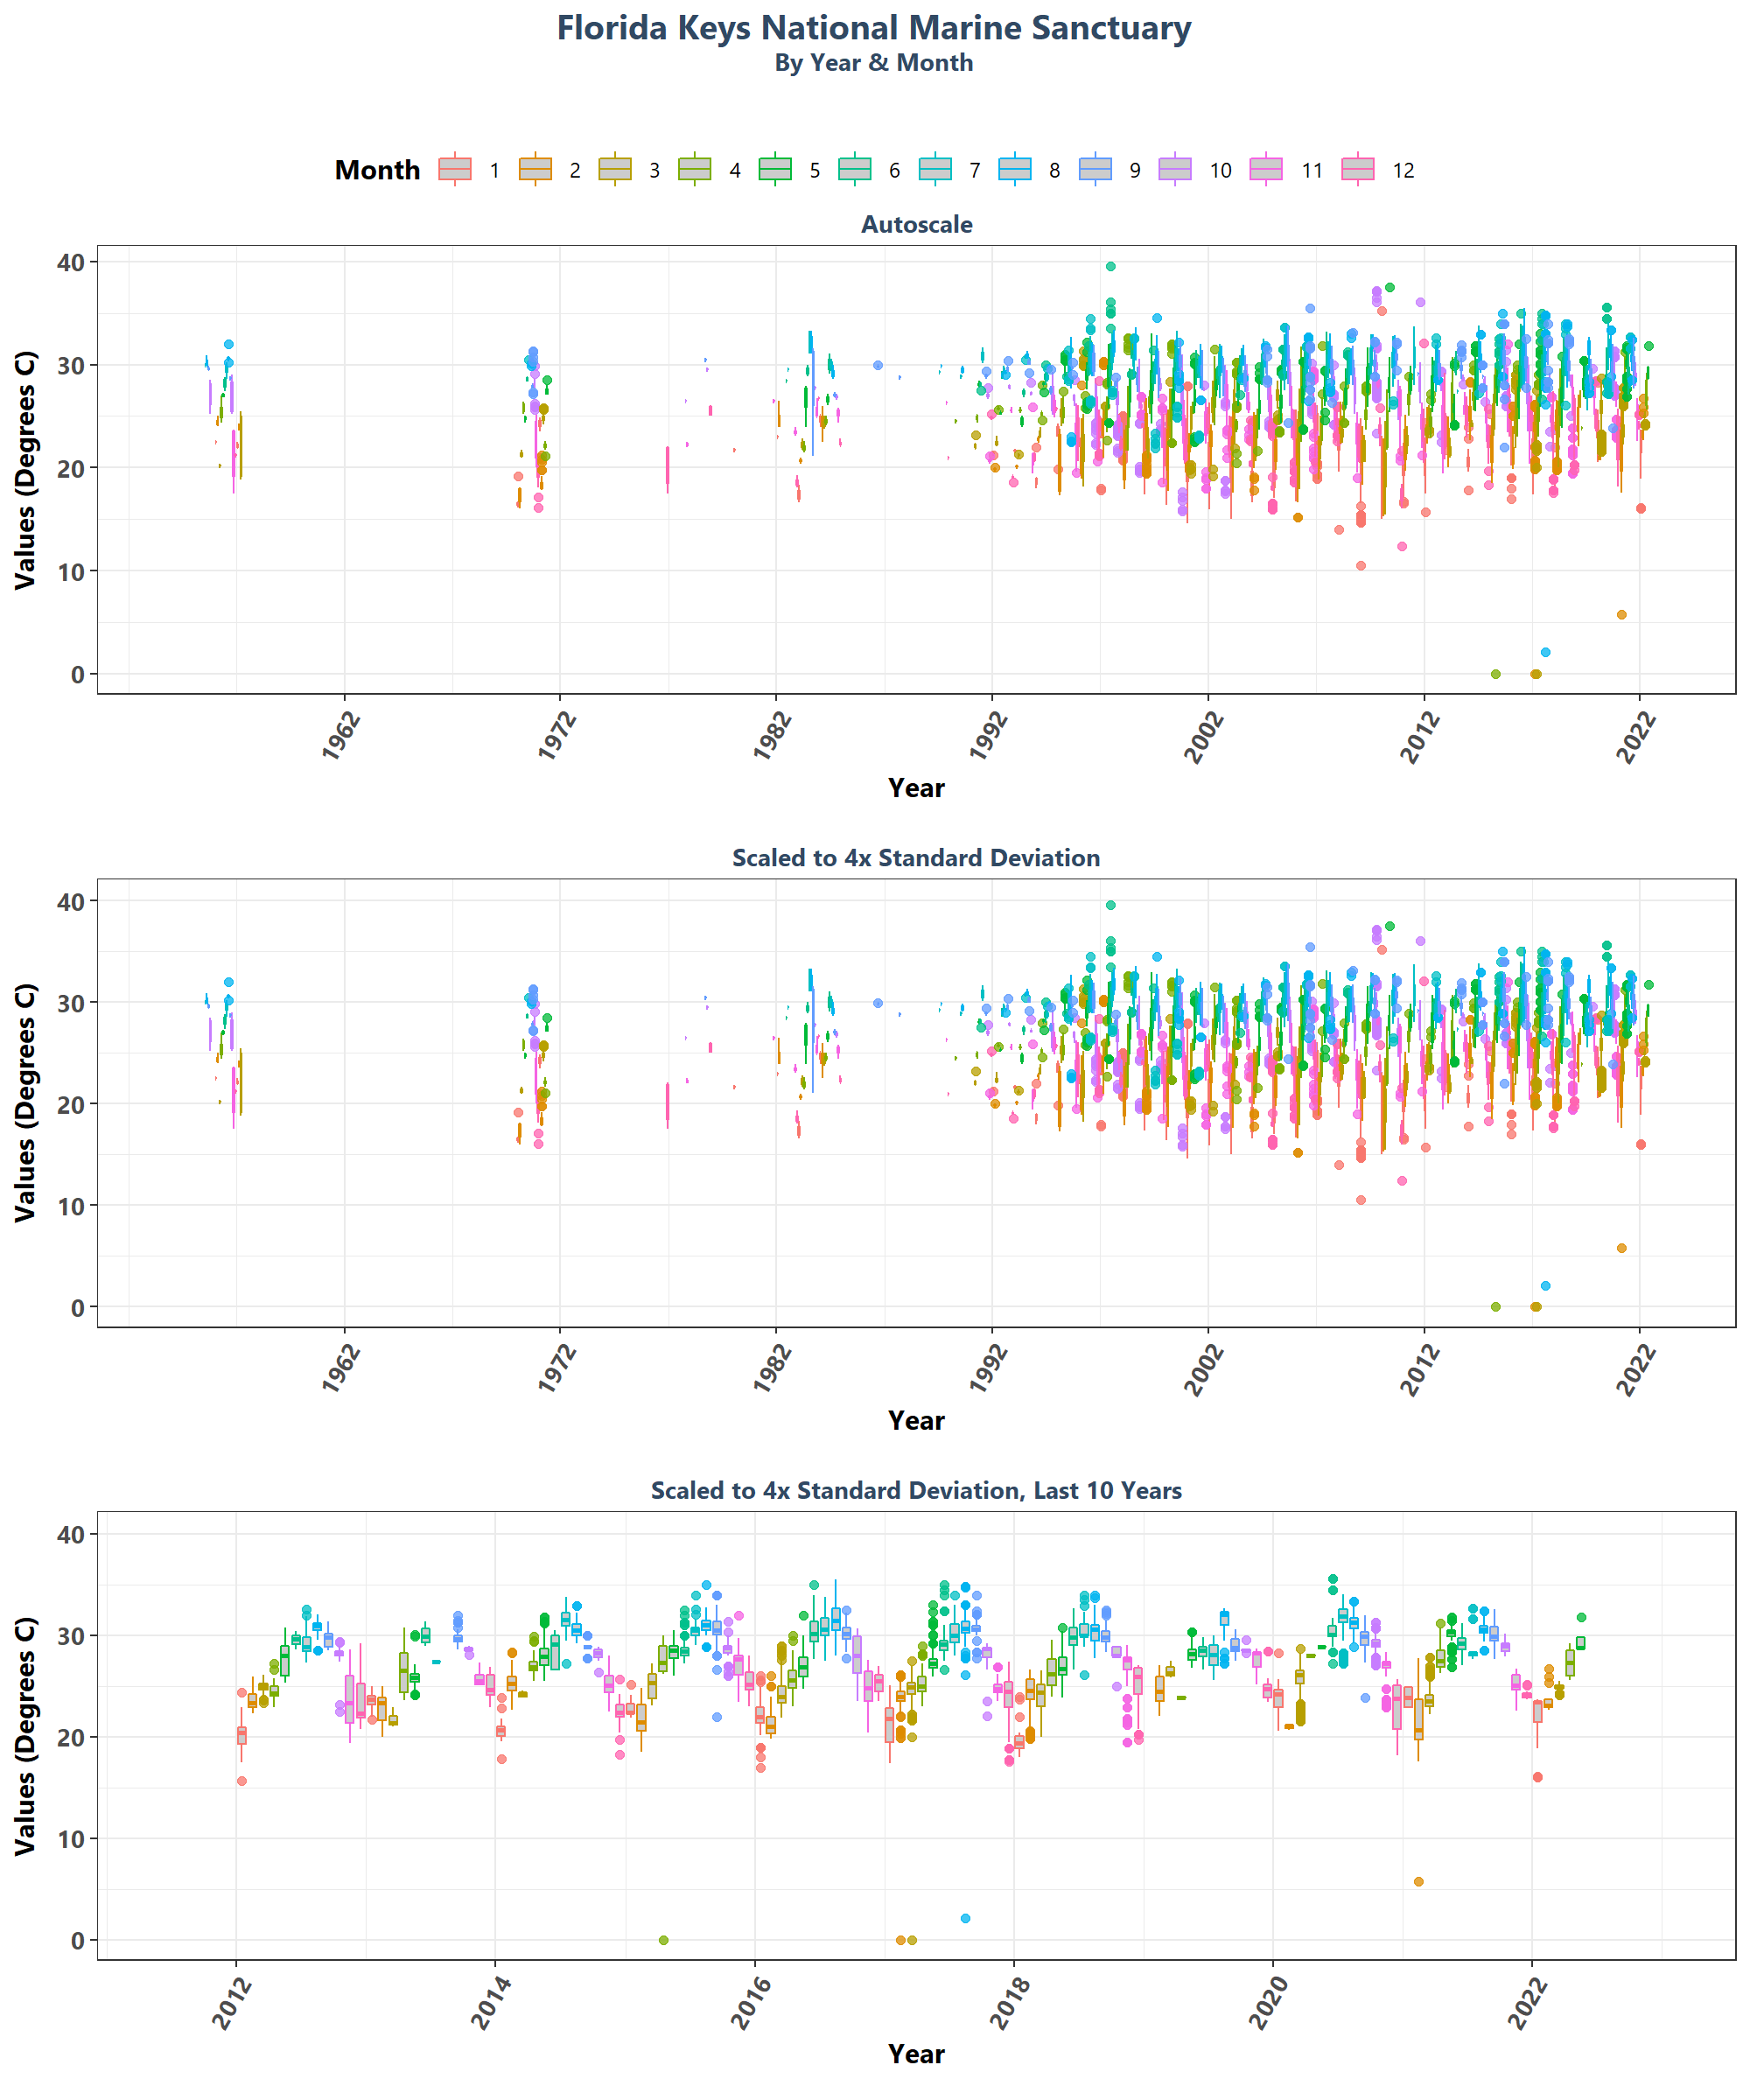 Florida Keys National Marine Sanctuary
By Year & Month
Month 1 2 3 4 5 6 7 8 9 10 11 12
Autoscale
Values (Degrees C)
40
30
20
10
0
1962 1972 1982 1992 2002 2012 2022
Year
Scaled to 4x Standard Deviation
Values (Degrees C)
40
30
20
10
0
1962 1972 1982 1992 2002 2012 2022
Year
Scaled to 4x Standard Deviation, Last 10 Years
Values (Degrees C)
40
30
20
10
0
2012 2014 2016 2018 2020 2022
Year